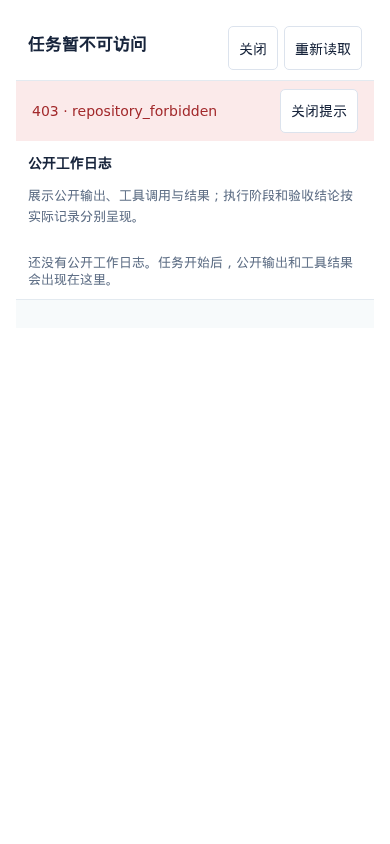 任务暂不可访问
关闭
重新读取
403 · repository_forbidden
关闭提示
公开工作日志
展示公开输出、工具调用与结果；执行阶段和验收结论按
实际记录分别呈现。
还没有公开工作日志。任务开始后，公开输出和工具结果
会出现在这里。